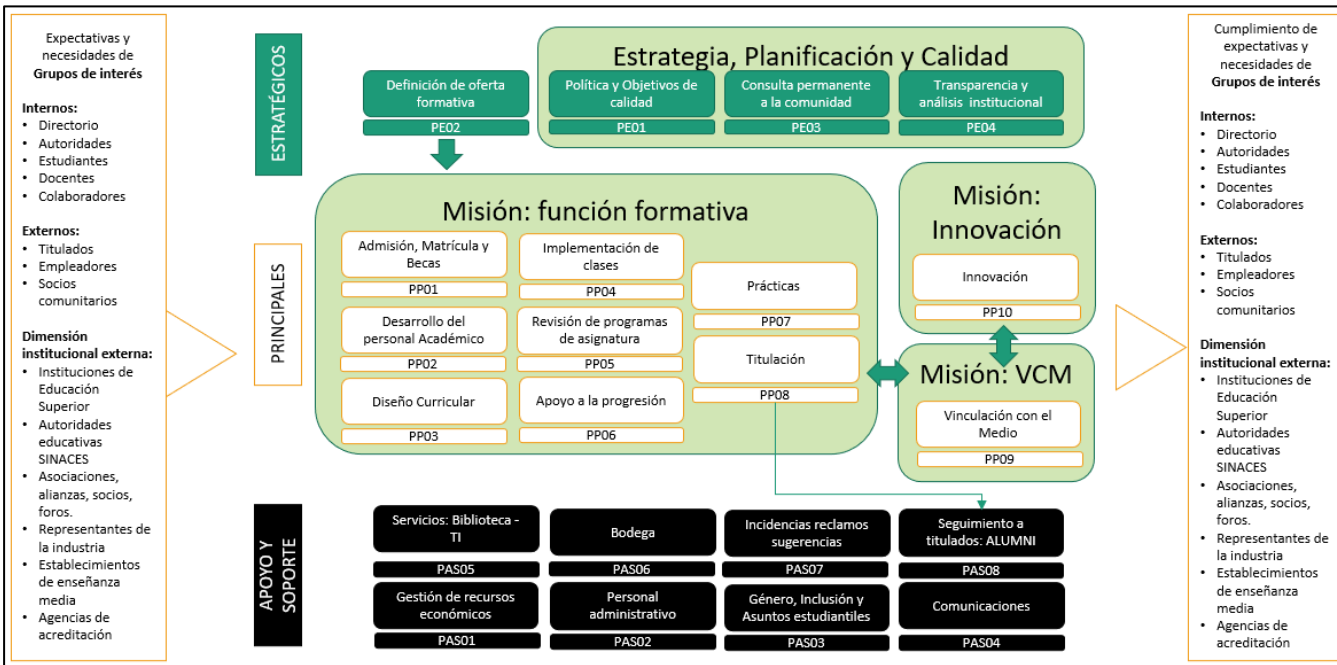 Expectativas y
necesidades de
Grupos de interés
Internos:
• Directorio
• Autoridades
• Estudiantes
• Docentes
• Colaboradores
Externos:
• Titulados
• Empleadores
• Socios
comunitarios
Dimensión
institucional externa:
• Instituciones de
Educación
Superior
• Autoridades
educativas
SINACES
• Asociaciones,
alianzas, socios,
foros.
• Representantes de
la industria
• Establecimientos
de enseñanza
media
• Agencias de
acreditación
ESTRATÉGICOS
Estrategia, Planificación y Calidad
Definición de oferta
formativa
PE02
Política y Objetivos de
calidad
PE01
Consulta permanente
a la comunidad
PE03
Transparencia y
análisis institucional
PE04
PRINCIPALES
Misión: función formativa
Admisión, Matrícula y
Becas
PP01
Implementación de
clases
PP04
Desarrollo del
personal Académico
PP02
Revisión de programas
de asignatura
PP05
Diseño Curricular
PP03
Apoyo a la progresión
PP06
Prácticas
PP07
Titulación
PP08
Misión:
Innovación
Innovación
PP10
Misión: VCM
Vinculación con el
Medio
PP09
APOYO Y
SOPORTE
Servicios: Biblioteca -
TI
PAS05
Bodega
PAS06
Incidencias reclamos
sugerencias
PAS07
Seguimiento a
titulados: ALUMNI
PAS08
Gestión de recursos
económicos
PAS01
Personal
administrativo
PAS02
Género, Inclusión y
Asuntos estudiantiles
PAS03
Comunicaciones
PAS04
Cumplimiento de
expectativas y
necesidades de
Grupos de interés
Internos:
• Directorio
• Autoridades
• Estudiantes
• Docentes
• Colaboradores
Externos:
• Titulados
• Empleadores
• Socios
comunitarios
Dimensión
institucional externa:
• Instituciones de
Educación
Superior
• Autoridades
educativas
SINACES
• Asociaciones,
alianzas, socios,
foros.
• Representantes de
la industria
• Establecimientos
de enseñanza
media
• Agencias de
acreditación